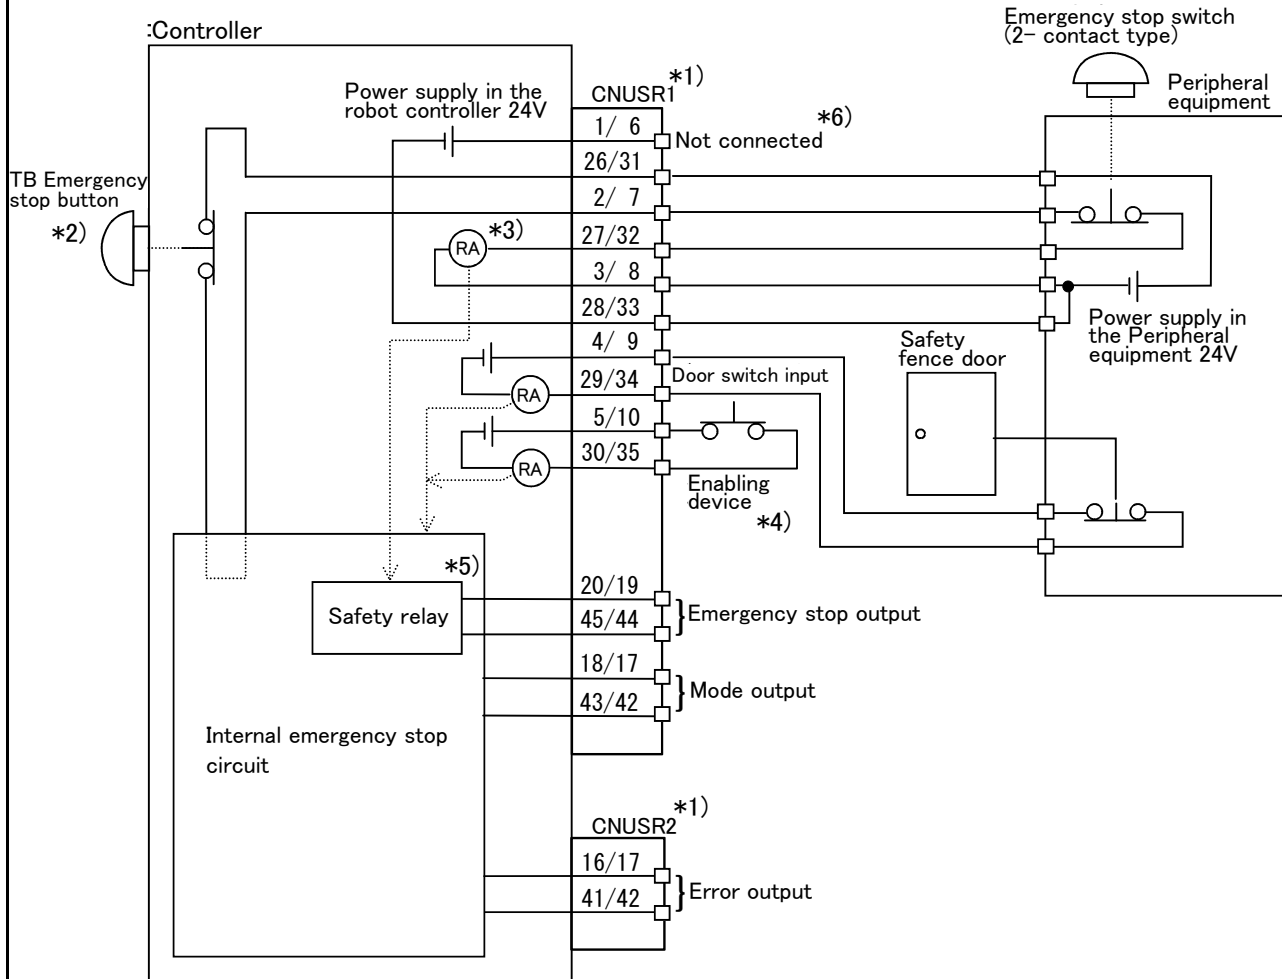 :Controller
Emergency stop switch
(2- contact type)
Peripheral
equipment
Power supply in the
robot controller 24V
CNUSR1 *1)
1/ 6
Not connected *6)
26/31
TB Emergency
stop button
*2)
2/ 7
27/32
RA *3)
3/ 8
28/33
Power supply in
the Peripheral
equipment 24V
4/ 9
Safety
fence door
29/34
Door switch input
RA
5/10
30/35
RA
Enabling
device
*4)
*5)
Safety relay
20/19
45/44
Emergency stop output
18/17
43/42
Mode output
Internal emergency stop
circuit
CNUSR2 *1)
16/17
41/42
Error output